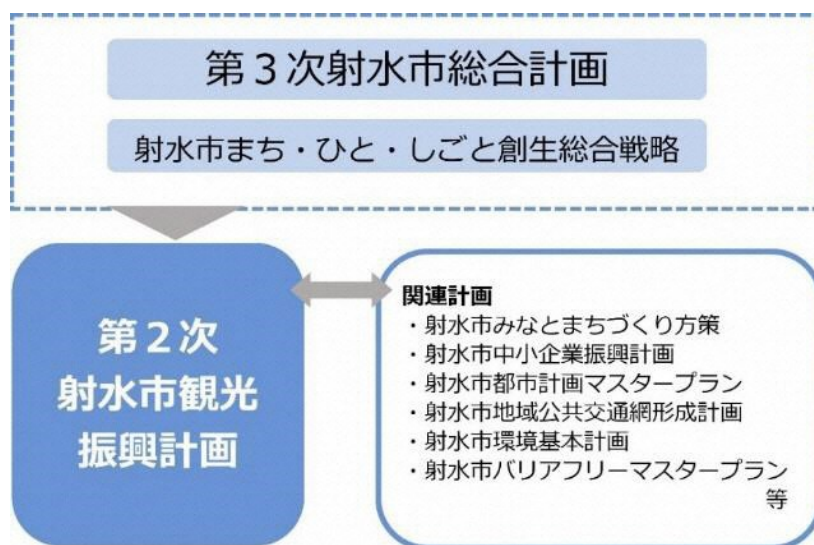 第３次射水市総合計画
射水市まち・ひと・しごと創生総合戦略
第２次
射水市観光
振興計画
関連計画
・射水市みなとまちづくり方策
・射水市中小企業振興計画
・射水市都市計画マスタープラン
・射水市地域公共交通網形成計画
・射水市環境基本計画
・射水市バリアフリーマスタープラン
等